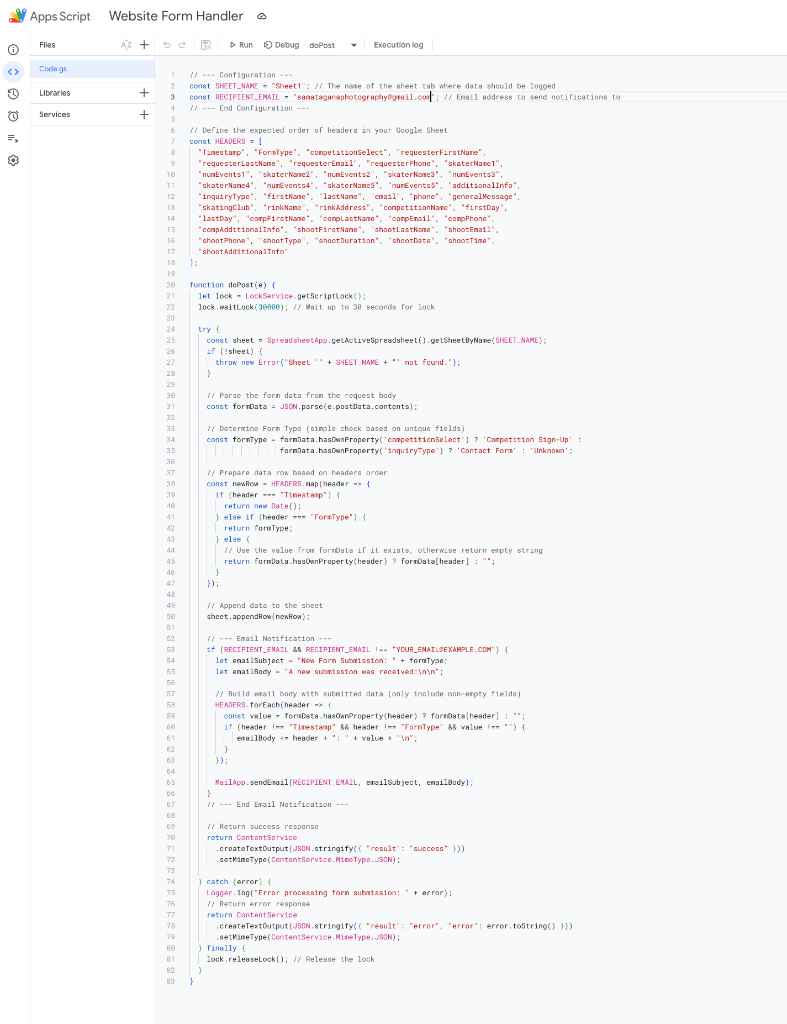 Apps Script Website Form Handler
Files
Run Debug doPost Execution log
Code.gs
Libraries
Services
1 // --- Configuration ---
2 const SHEET_NAME = "Sheet1"; // The name of the sheet tab where data should be logged
3 const RECIPIENT_EMAIL = "samataganaphotography@gmail.com"; // Email address to send notifications to
4 // --- End Configuration ---
5
6 // Define the expected order of headers in your Google Sheet
7 const HEADERS = [
8 "Timestamp", "FormType", "competitionSelect", "requesterFirstName",
9 "requesterLastName", "requesterEmail", "requesterPhone", "skaterName1",
10 "numEvents1", "skaterName2", "numEvents2", "skaterName3", "numEvents3",
11 "skaterName4", "numEvents4", "skaterName5", "numEvents5", "additionalInfo",
12 "inquiryType", "firstName", "lastName", "email", "phone", "generalMessage",
13 "skatingClub", "rinkName", "rinkAddress", "competitionName", "firstDay",
14 "lastDay", "compFirstName", "compLastName", "compEmail", "compPhone",
15 "compAdditionalInfo", "shootFirstName", "shootLastName", "shootEmail",
16 "shootPhone", "shootType", "shootDuration", "shootDate", "shootTime",
17 "shootAdditionalInfo"
18 ];
19
20 function doPost(e) {
21 let lock = LockService.getScriptLock();
22 lock.waitLock(30000); // Wait up to 30 seconds for lock
23
24 try {
25 const sheet = SpreadsheetApp.getActiveSpreadsheet().getSheetByName(SHEET_NAME);
26 if (!sheet) {
27 throw new Error("Sheet '" + SHEET_NAME + "' not found.");
28 }
29
30 // Parse the form data from the request body
31 const formData = JSON.parse(e.postData.contents);
32
33 // Determine Form Type (simple check based on unique fields)
34 const formType = formData.hasOwnProperty('competitionSelect') ? 'Competition Sign-Up' :
35 formData.hasOwnProperty('inquiryType') ? 'Contact Form' : 'Unknown';
36
37 // Prepare data row based on headers order
38 const newRow = HEADERS.map(header => {
39 if (header === "Timestamp") {
40 return new Date();
41 } else if (header === "FormType") {
42 return formType;
43 } else {
44 // Use the value from formData if it exists, otherwise return empty string
45 return formData.hasOwnProperty(header) ? formData[header] : "";
46 }
47 });
48
49 // Append data to the sheet
50 sheet.appendRow(newRow);
51
52 // --- Email Notification ---
53 if (RECIPIENT_EMAIL && RECIPIENT_EMAIL !== "YOUR_EMAIL@EXAMPLE.COM") {
54 let emailSubject = "New Form Submission: " + formType;
55 let emailBody = "A new submission was received:\n\n";
56
57 // Build email body with submitted data (only include non-empty fields)
58 HEADERS.forEach(header => {
59 const value = formData.hasOwnProperty(header) ? formData[header] : "";
60 if (header !== "Timestamp" && header !== "FormType" && value !== "") {
61 emailBody += header + ": " + value + "\n";
62 }
63 });
64
65 MailApp.sendEmail(RECIPIENT_EMAIL, emailSubject, emailBody);
66 }
67 // --- End Email Notification ---
68
69 // Return success response
70 return ContentService
71 .createTextOutput(JSON.stringify({ "result": "success" }))
72 .setMimeType(ContentService.MimeType.JSON);
73
74 } catch (error) {
75 Logger.log("Error processing form submission: " + error);
76 // Return error response
77 return ContentService
78 .createTextOutput(JSON.stringify({ "result": "error", "error": error.toString() }))
79 .setMimeType(ContentService.MimeType.JSON);
80 } finally {
81 lock.releaseLock(); // Release the lock
82 }
83 }